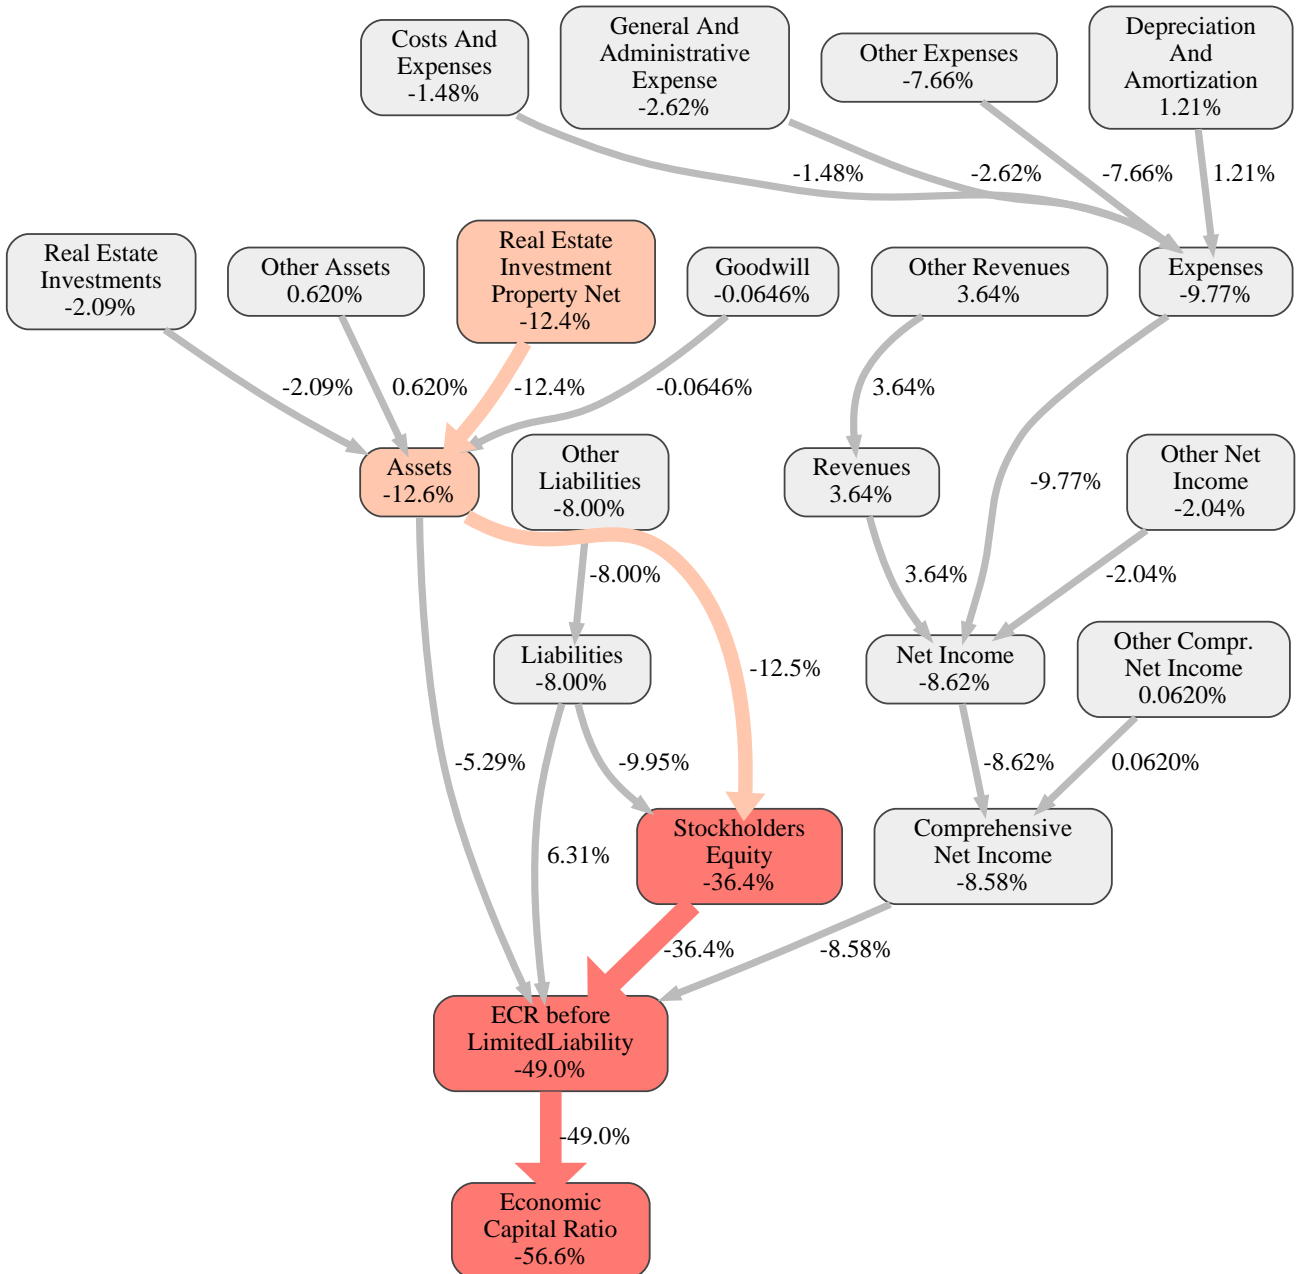 Costs And
Expenses
-1.48%
General And
Administrative
Expense
-2.62%
Other Expenses
-7.66%
Depreciation
And
Amortization
1.21%
-1.48%
-2.62%
-7.66%
1.21%
Real Estate
Investments
-2.09%
Other Assets
0.620%
Real Estate
Investment
Property Net
-12.4%
Goodwill
-0.0646%
Other Revenues
3.64%
Expenses
-9.77%
-2.09%
0.620%
-12.4%
-0.0646%
3.64%
-9.77%
Assets
-12.6%
Other
Liabilities
-8.00%
Revenues
3.64%
Other Net
Income
-2.04%
-8.00%
3.64%
-2.04%
Liabilities
-8.00%
-12.5%
Net Income
-8.62%
Other Compr.
Net Income
0.0620%
-5.29%
-9.95%
-8.62%
0.0620%
6.31%
Stockholders
Equity
-36.4%
Comprehensive
Net Income
-8.58%
-36.4%
-8.58%
ECR before
LimitedLiability
-49.0%
-49.0%
Economic
Capital Ratio
-56.6%